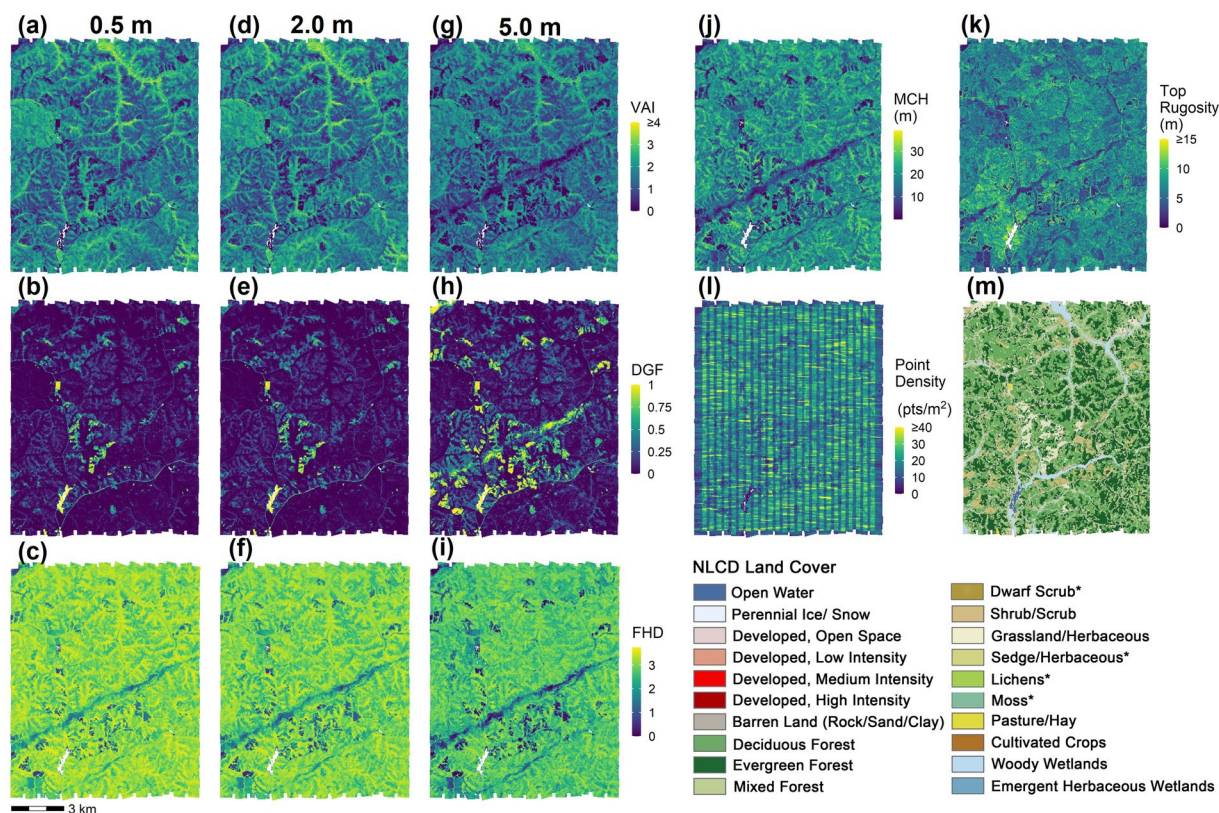 (a) 0.5 m
(d) 2.0 m
(g) 5.0 m
(j)
(k)
VAI
≥4
3
2
1
0
MCH
(m)
30
20
10
Top
Rugosity
(m)
≥15
10
5
0
(b)
(e)
(h)
(l)
(m)
DGF
1
0.75
0.5
0.25
0
Point
Density
(pts/m²)
≥40
30
20
10
0
(c)
(f)
(i)
FHD
3
2
1
0
3 km
NLCD Land Cover
Open Water
Perennial Ice/ Snow
Developed, Open Space
Developed, Low Intensity
Developed, Medium Intensity
Developed, High Intensity
Barren Land (Rock/Sand/Clay)
Deciduous Forest
Evergreen Forest
Mixed Forest
Dwarf Scrub*
Shrub/Scrub
Grassland/Herbaceous
Sedge/Herbaceous*
Lichens*
Moss*
Pasture/Hay
Cultivated Crops
Woody Wetlands
Emergent Herbaceous Wetlands